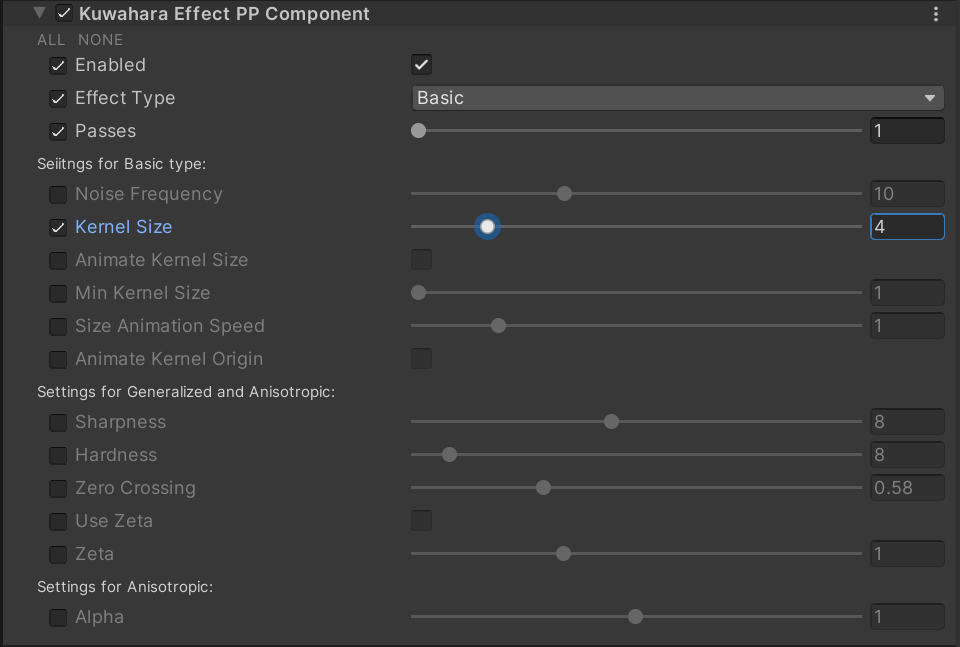 Kuwahara Effect PP Component
ALL NONE
Enabled
Effect Type Basic
Passes 1
Seiitngs for Basic type:
Noise Frequency 10
Kernel Size 4
Animate Kernel Size
Min Kernel Size 1
Size Animation Speed 1
Animate Kernel Origin
Settings for Generalized and Anisotropic:
Sharpness 8
Hardness 8
Zero Crossing 0.58
Use Zeta
Zeta 1
Settings for Anisotropic:
Alpha 1